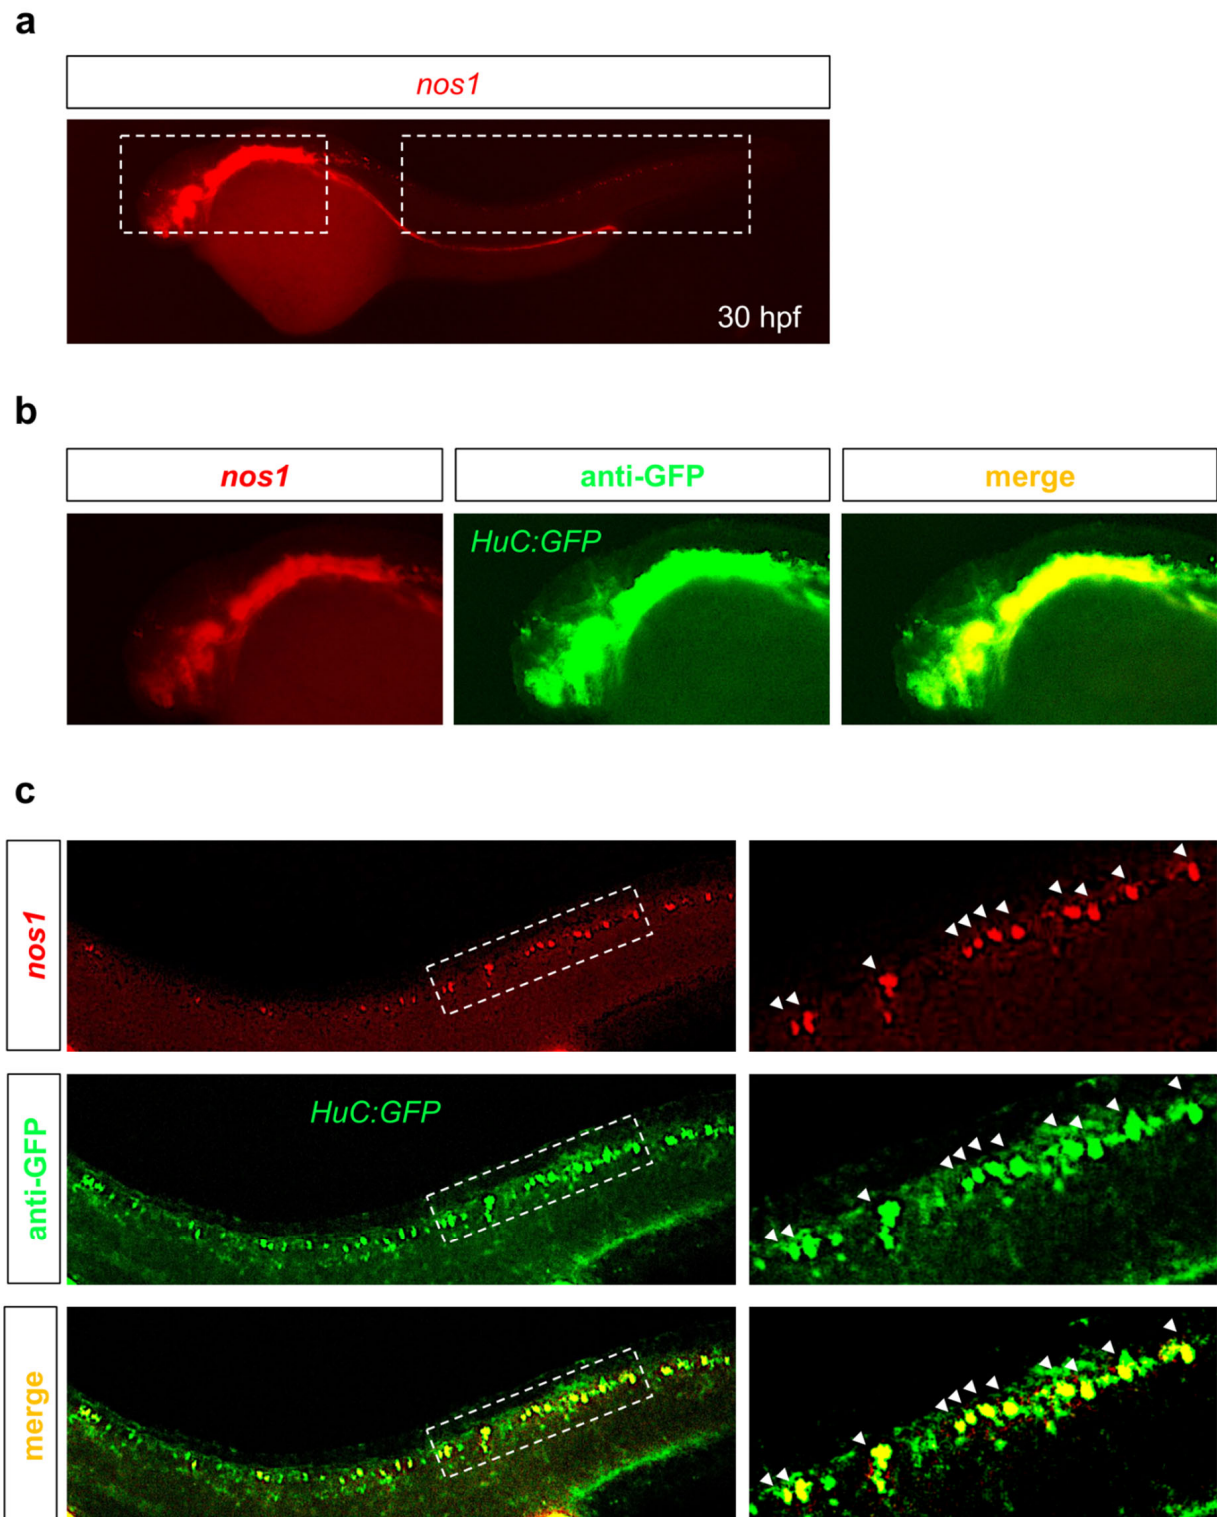 a
nos1
30 hpf
b
nos1 anti-GFP merge
HuC:GFP
c
nos1
anti-GFP
HuC:GFP
merge